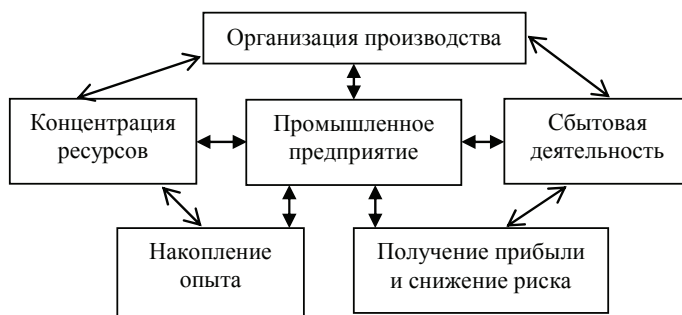 Организация производства
Концентрация
ресурсов
Промышленное
предприятие
Сбытовая
деятельность
Накопление
опыта
Получение прибыли
и снижение риска